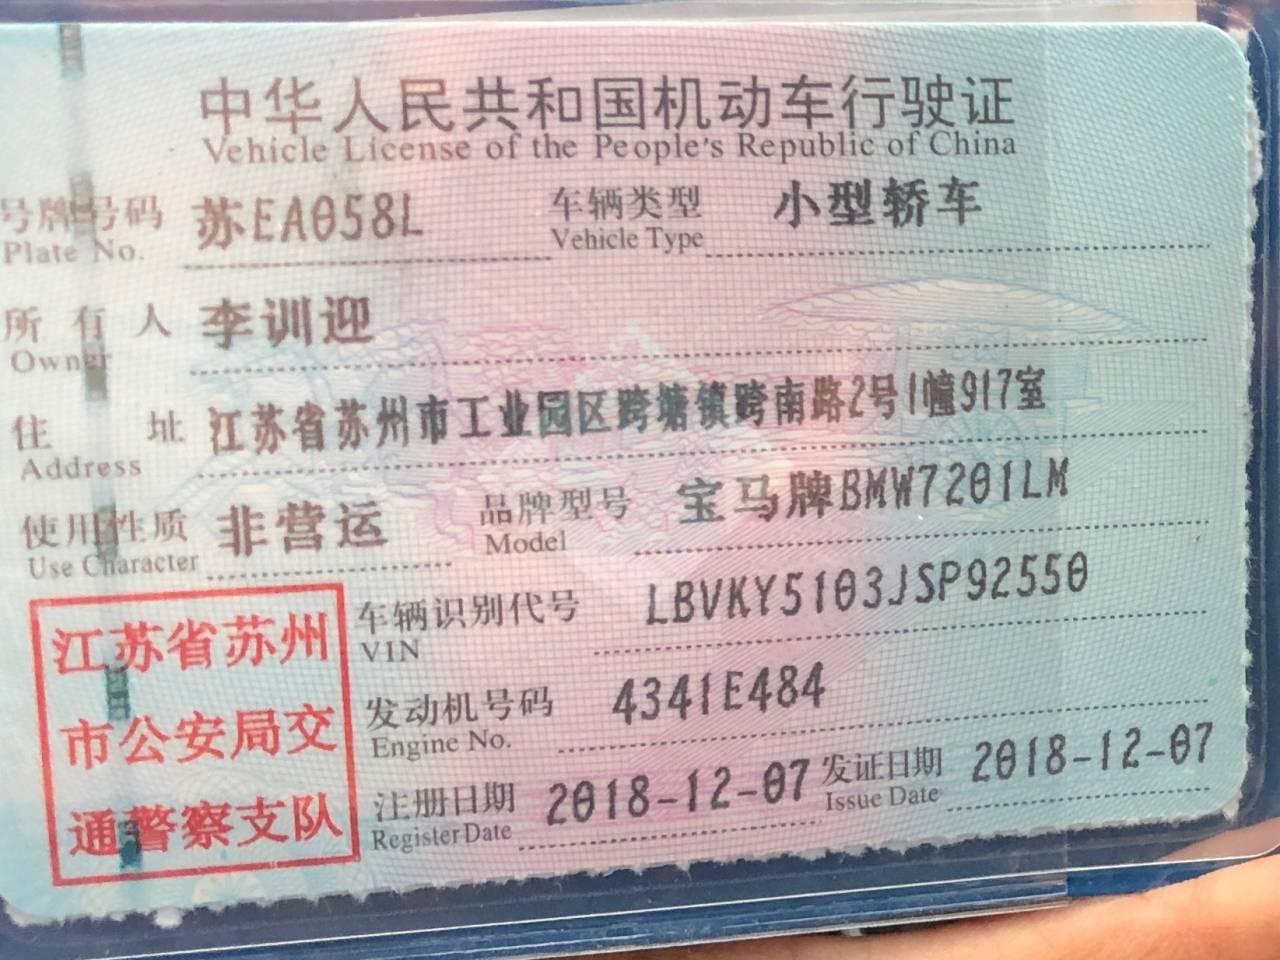 中华人民共和国机动车行驶证
Vehicle License of the People's Republic of China
号牌号码 苏EA058L 车辆类型 小型轿车
Plate No. Vehicle Type
所有人 李训迎
Owner
住址 江苏省苏州市工业园区跨塘镇跨南路2号1幢917室
Address
使用性质 非营运 品牌型号 宝马牌BMW7201LM
Use Character Model
车辆识别代号 LBVKY5103JSP92550
VIN
发动机号码 4341E484
Engine No.
注册日期 2018-12-07 发证日期 2018-12-07
Register Date Issue Date
江苏省苏州
市公安局交
通警察支队